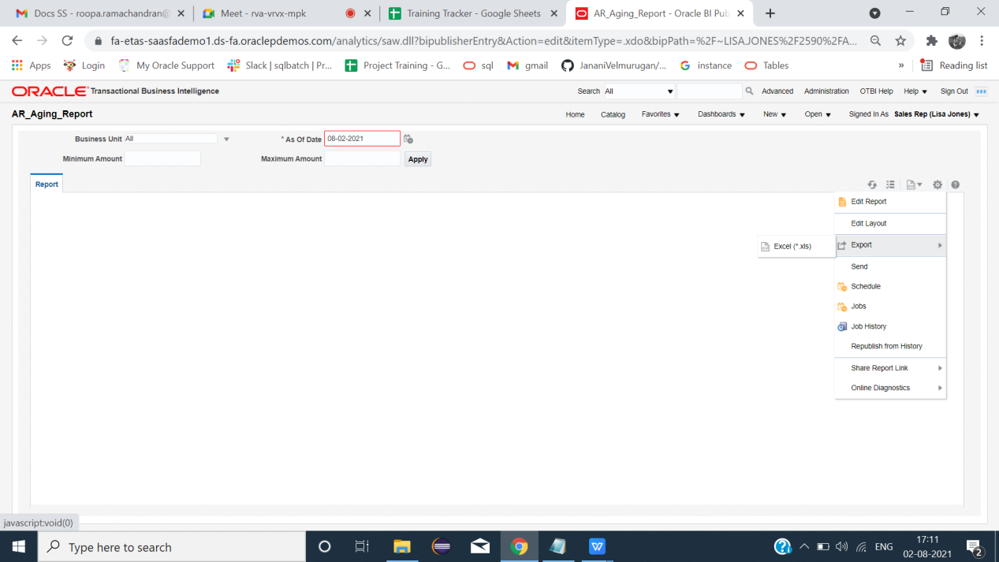 Docs SS - roopa.ramachandran@
Meet - rva-vrvx-mpk
Training Tracker - Google Sheets
AR_Aging_Report - Oracle BI Pub
fa-etas-saasfademo1.ds-fa.oraclepdemos.com/analytics/saw.dll?bipublisherEntry&Action=edit&itemType=.xdo&bipPath=%2F~LISA.JONES%2F2590%2FA...
Apps
Login
My Oracle Support
Slack | sqlbatch | Pr...
Project Training - G...
sql
gmail
JananiVelmurugan/...
instance
Tables
»
Reading list
ORACLE Transactional Business Intelligence
Search All
Advanced
Administration
OTBI Help
Help
Sign Out
AR_Aging_Report
Home
Catalog
Favorites
Dashboards
New
Open
Signed In As Sales Rep (Lisa Jones)
Business Unit All
* As Of Date 08-02-2021
Minimum Amount
Maximum Amount
Apply
Report
Edit Report
Edit Layout
Excel (*.xls)
Export
Send
Schedule
Jobs
Job History
Republish from History
Share Report Link
Online Diagnostics
javascript:void(0)
Type here to search
ENG
17:11
02-08-2021
2